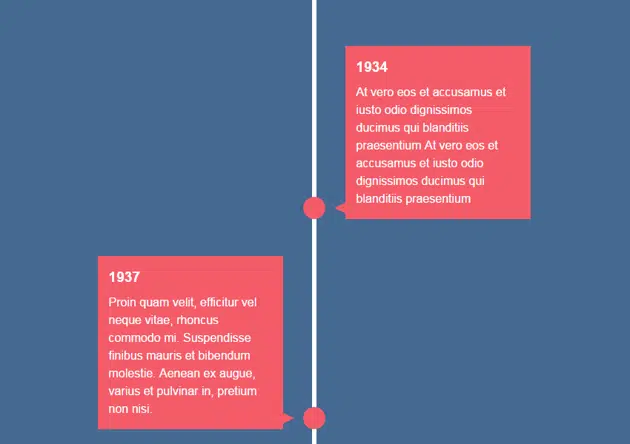 1934
At vero eos et accusamus et
iusto odio dignissimos
ducimus qui blanditiis
praesentium At vero eos et
accusamus et iusto odio
dignissimos ducimus qui
blanditiis praesentium
1937
Proin quam velit, efficitur vel
neque vitae, rhoncus
commodo mi. Suspendisse
finibus mauris et bibendum
molestie. Aenean ex augue,
varius et pulvinar in, pretium
non nisi.